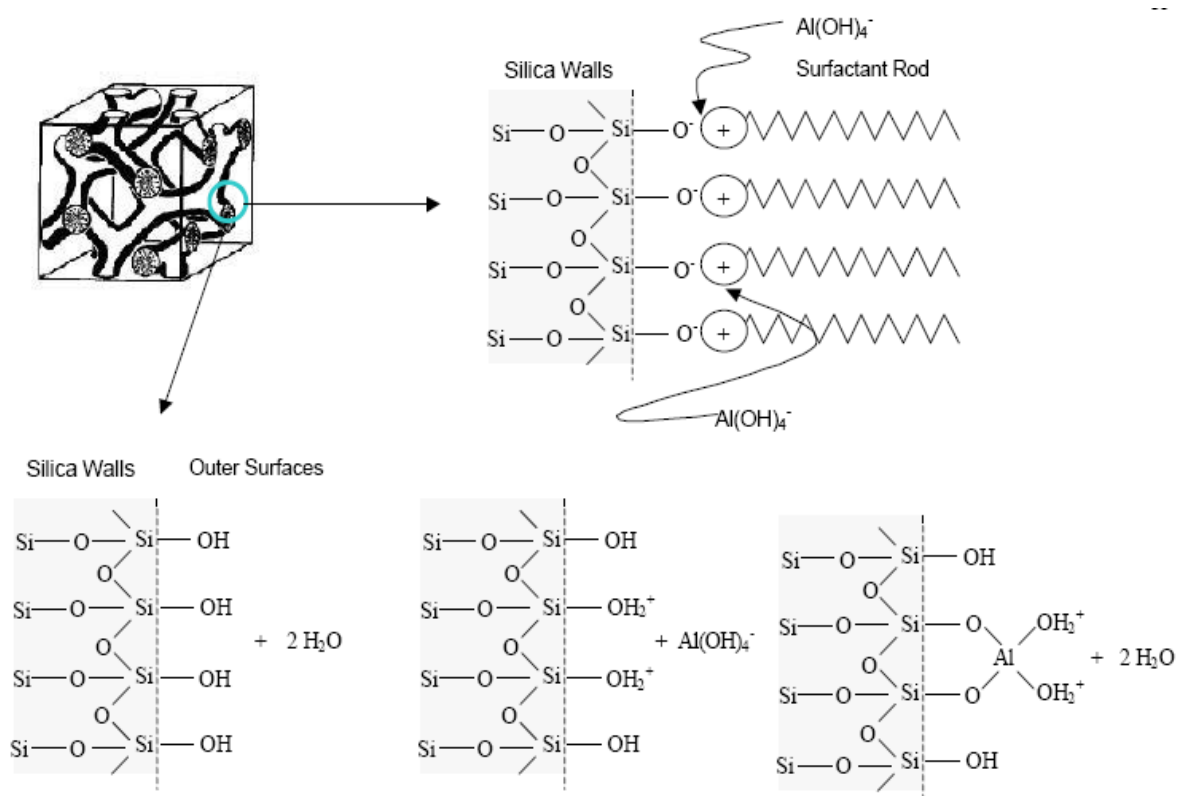 Al(OH)₄⁻
Silica Walls Surfactant Rod
Si—O—Si—O⁻ +
O
Si—O—Si—O⁻ +
O
Si—O—Si—O⁻ +
O
Si—O—Si—O⁻ +
Al(OH)₄⁻
Silica Walls Outer Surfaces
Si—O—Si—OH
O
Si—O—Si—OH
O
+ 2 H₂O
Si—O—Si—OH
O
Si—O—Si—OH
Si—O—Si—OH
O
Si—O—Si—OH₂⁺
O
+ Al(OH)₄⁻
Si—O—Si—OH₂⁺
O
Si—O—Si—OH
Si—O—Si—OH
O
Si—O—Si—O OH₂⁺
O Al + 2 H₂O
Si—O—Si—O OH₂⁺
O
Si—O—Si—OH